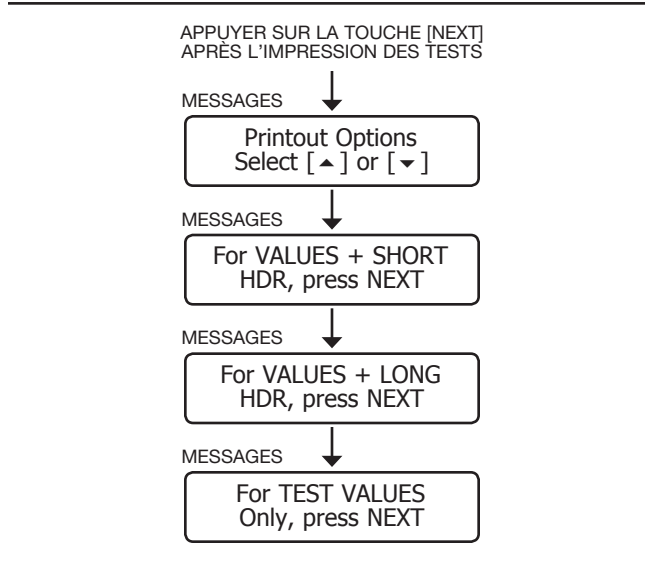 APPUYER SUR LA TOUCHE [NEXT]
APRÈS L'IMPRESSION DES TESTS
MESSAGES
Printout Options
Select [▲] or [▼]
MESSAGES
For VALUES + SHORT
HDR, press NEXT
MESSAGES
For VALUES + LONG
HDR, press NEXT
MESSAGES
For TEST VALUES
Only, press NEXT